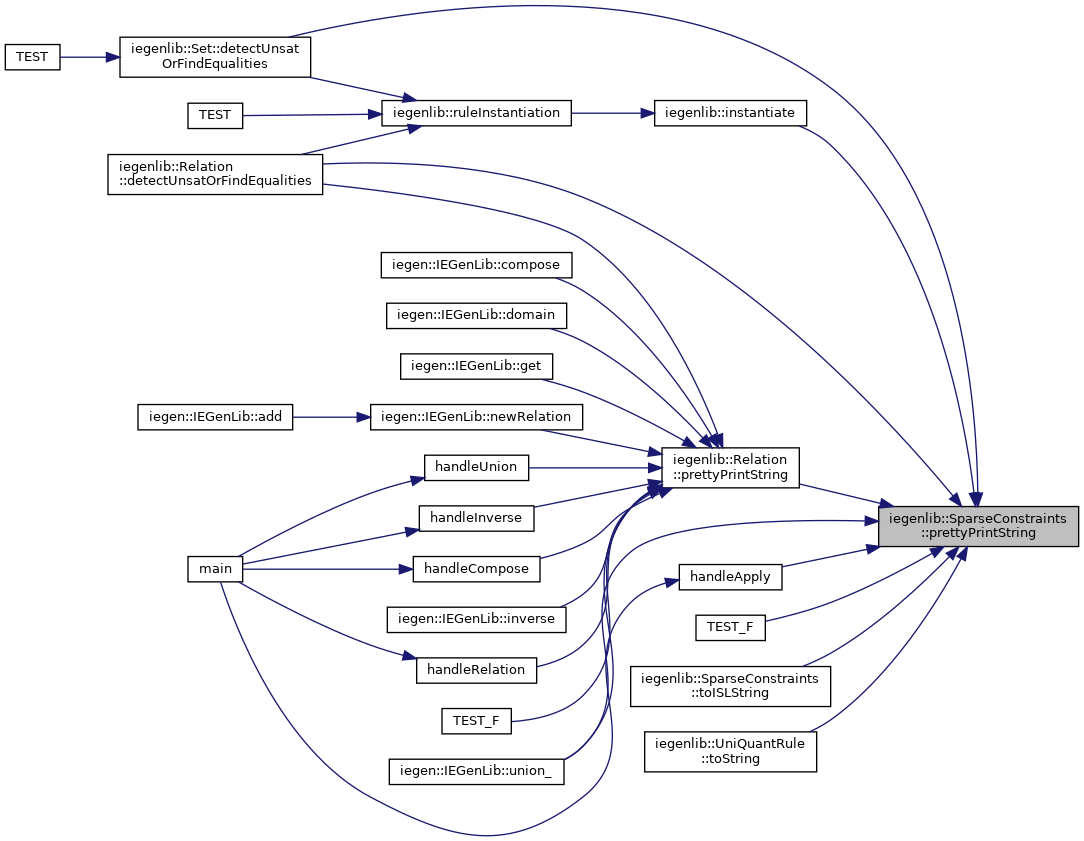 iegenlib::Set::detectUnsat
OrFindEqualities
TEST
iegenlib::ruleInstantiation
iegenlib::instantiate
TEST
iegenlib::Relation
::detectUnsatOrFindEqualities
iegen::IEGenLib::compose
iegen::IEGenLib::domain
iegen::IEGenLib::get
iegen::IEGenLib::add
iegen::IEGenLib::newRelation
handleUnion
iegenlib::Relation
::prettyPrintString
handleInverse
iegenlib::SparseConstraints
::prettyPrintString
main
handleCompose
handleApply
iegen::IEGenLib::inverse
TEST_F
handleRelation
iegenlib::SparseConstraints
::toISLString
TEST_F
iegenlib::UniQuantRule
::toString
iegen::IEGenLib::union_